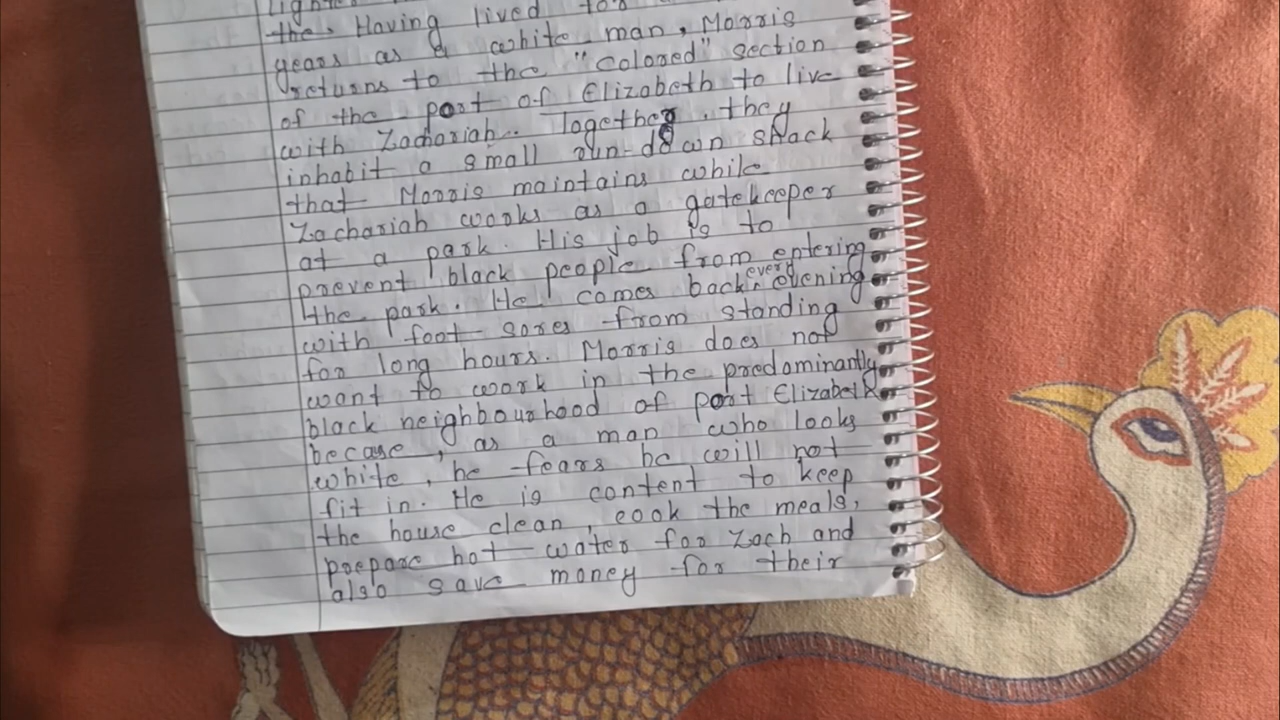 the. Having lived for
years as a white man, Morris
returns to the "colored" section
of the port of Elizabeth to live
with Zachariah. Together, they
inhabit a small run-down shack
that Morris maintains while
Zachariah works as a gatekeeper
at a park. His job is to
prevent black people from entering
the park. He comes back every evening
with foot sores from standing
for long hours. Morris does not
want to work in the predominantly
black neighbourhood of port Elizabeth
becase, as a man who looks
white, he fears he will not
fit in. He is content to keep
the house clean, cook the meals,
prepare hot water for Zach and
also save money for their